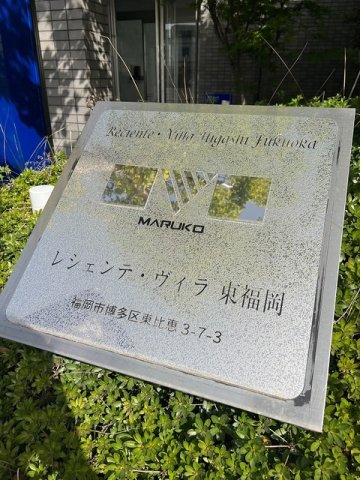 Reciente・Villa Higashi Fukuoka
MARUKO
レジェンテ・ヴィラ 東福岡
福岡市博多区東比恵 3-7-3